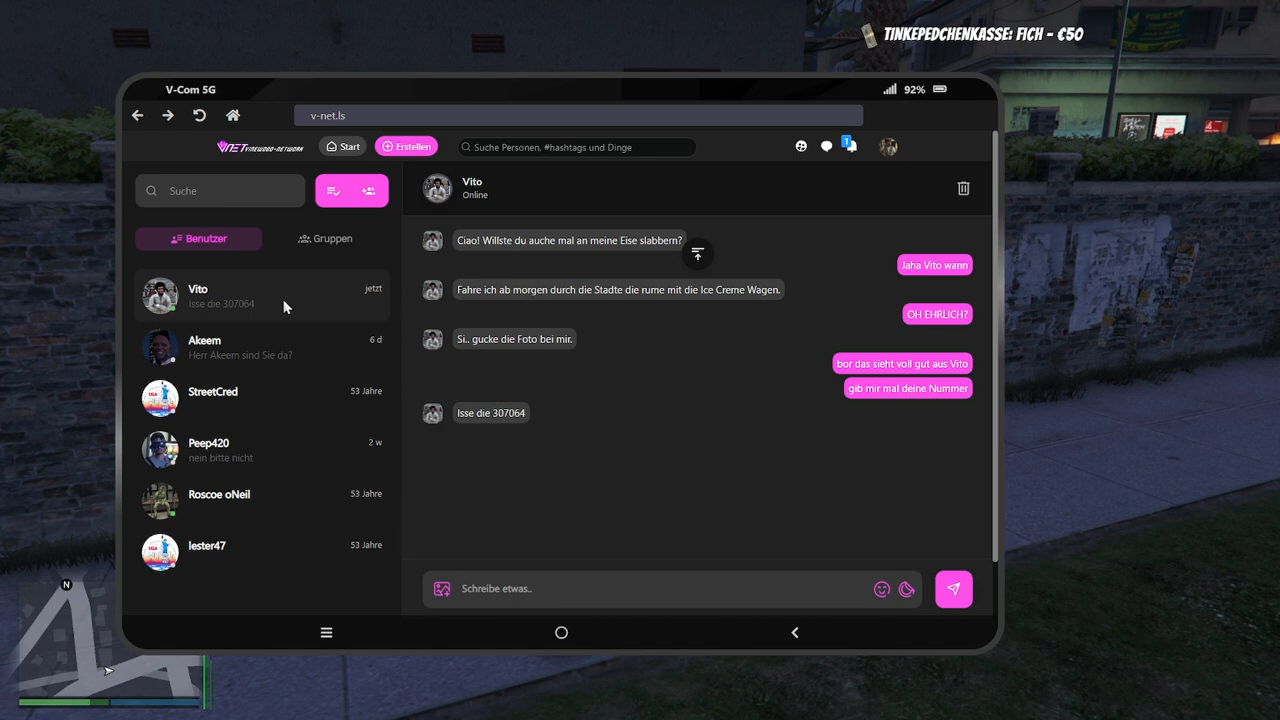 TINKEPEDCHENKASSE: FICH - €50
V-Com 5G
92%
v-net.ls
VNET VINEWOOD-NETWORK
Start
Erstellen
Suche Personen, #hashtags und Dinge
1
Suche
Benutzer
Gruppen
Vito
jetzt
Isse die 307064
Akeem
6 d
Herr Akeem sind Sie da?
StreetCred
53 Jahre
Peep420
2 w
nein bitte nicht
Roscoe oNeil
53 Jahre
lester47
53 Jahre
Vito
Online
Ciao! Willste du auche mal an meine Eise slabbern?
Jaha Vito wann
Fahre ich ab morgen durch die Stadte die rume mit die Ice Creme Wagen.
OH EHRLICH?
Si.. gucke die Foto bei mir.
bor das sieht voll gut aus Vito
gib mir mal deine Nummer
Isse die 307064
Schreibe etwas..
N